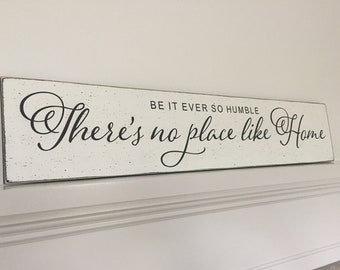 BE IT EVER SO HUMBLE
There's no place like Home